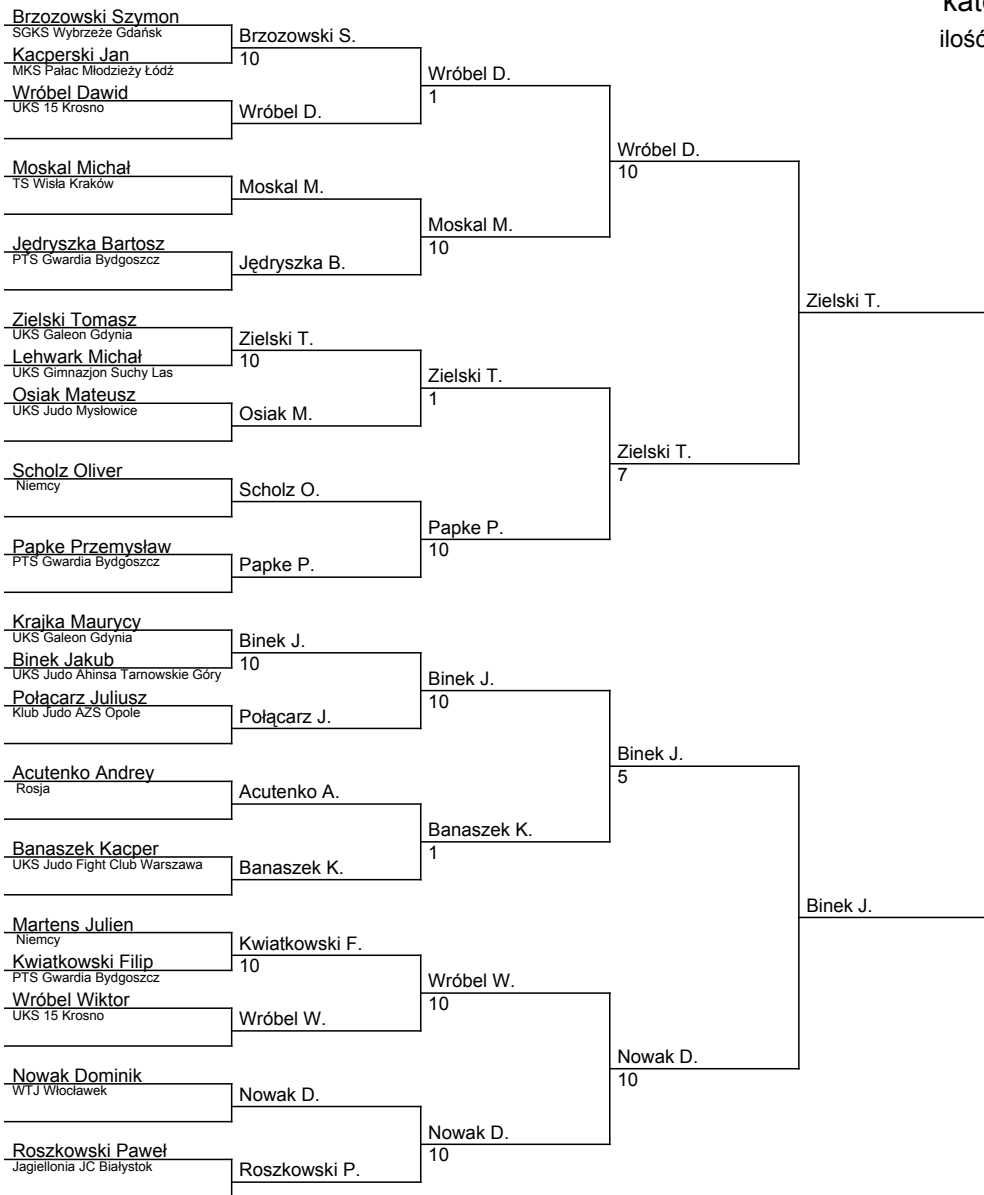 kat
ilość
Brzozowski Szymon
SGKS Wybrzeże Gdańsk
Kacperski Jan
MKS Pałac Młodzieży Łódź
Wróbel Dawid
UKS 15 Krosno
Moskal Michał
TS Wisła Kraków
Jędryszka Bartosz
PTS Gwardia Bydgoszcz
Zielski Tomasz
UKS Galeon Gdynia
Lehwark Michał
UKS Gimnazjon Suchy Las
Osiak Mateusz
UKS Judo Mysłowice
Scholz Oliver
Niemcy
Papke Przemysław
PTS Gwardia Bydgoszcz
Krajka Maurycy
UKS Galeon Gdynia
Binek Jakub
UKS Judo Ahinsa Tarnowskie Góry
Połącarz Juliusz
Klub Judo AZS Opole
Acutenko Andrey
Rosja
Banaszek Kacper
UKS Judo Fight Club Warszawa
Martens Julien
Niemcy
Kwiatkowski Filip
PTS Gwardia Bydgoszcz
Wróbel Wiktor
UKS 15 Krosno
Nowak Dominik
WTJ Włocławek
Roszkowski Paweł
Jagiellonia JC Białystok
Brzozowski S.
10
Wróbel D.
Moskal M.
Jędryszka B.
Zielski T.
10
Osiak M.
Scholz O.
Papke P.
Binek J.
10
Połącarz J.
Acutenko A.
Banaszek K.
Kwiatkowski F.
10
Wróbel W.
Nowak D.
Roszkowski P.
Wróbel D.
1
Moskal M.
10
Zielski T.
1
Papke P.
10
Binek J.
10
Banaszek K.
1
Wróbel W.
10
Nowak D.
10
Wróbel D.
10
Zielski T.
7
Binek J.
5
Nowak D.
10
Zielski T.
Binek J.